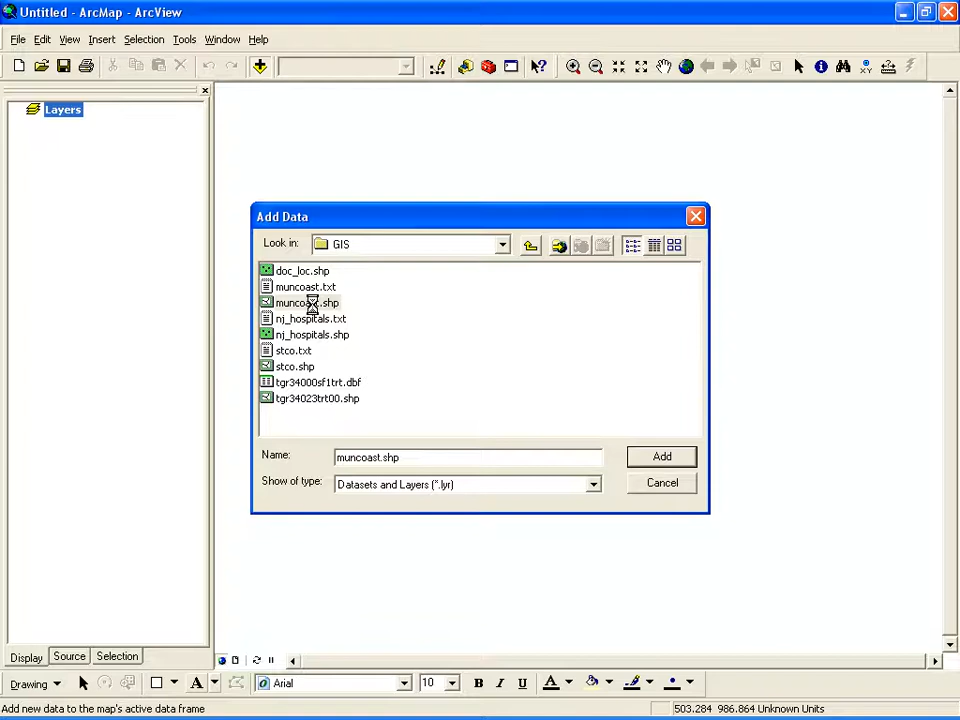 Untitled - ArcMap - ArcView
File Edit View Insert Selection Tools Window Help
Layers
Add Data
Look in: GIS
doc_loc.shp
muncoast.txt
muncoast.shp
nj_hospitals.txt
nj_hospitals.shp
stco.txt
stco.shp
tgr34000sf1trt.dbf
tgr34023trt00.shp
Name: muncoast.shp Add
Show of type: Datasets and Layers (*.lyr) Cancel
Display Source Selection
Drawing A Arial 10 B I U A
Add new data to the map's active data frame 503.284 986.864 Unknown Units